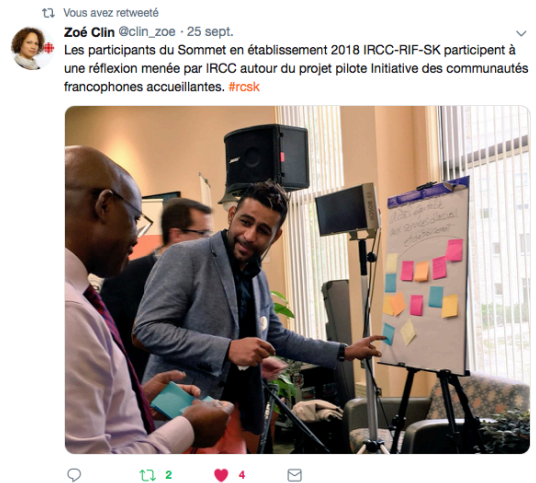 Vous avez retweeté
Zoé Clin @clin_zoe · 25 sept.
Les participants du Sommet en établissement 2018 IRCC-RIF-SK participent à
une réflexion menée par IRCC autour du projet pilote Initiative des communautés
francophones accueillantes. #rcsk
2 4